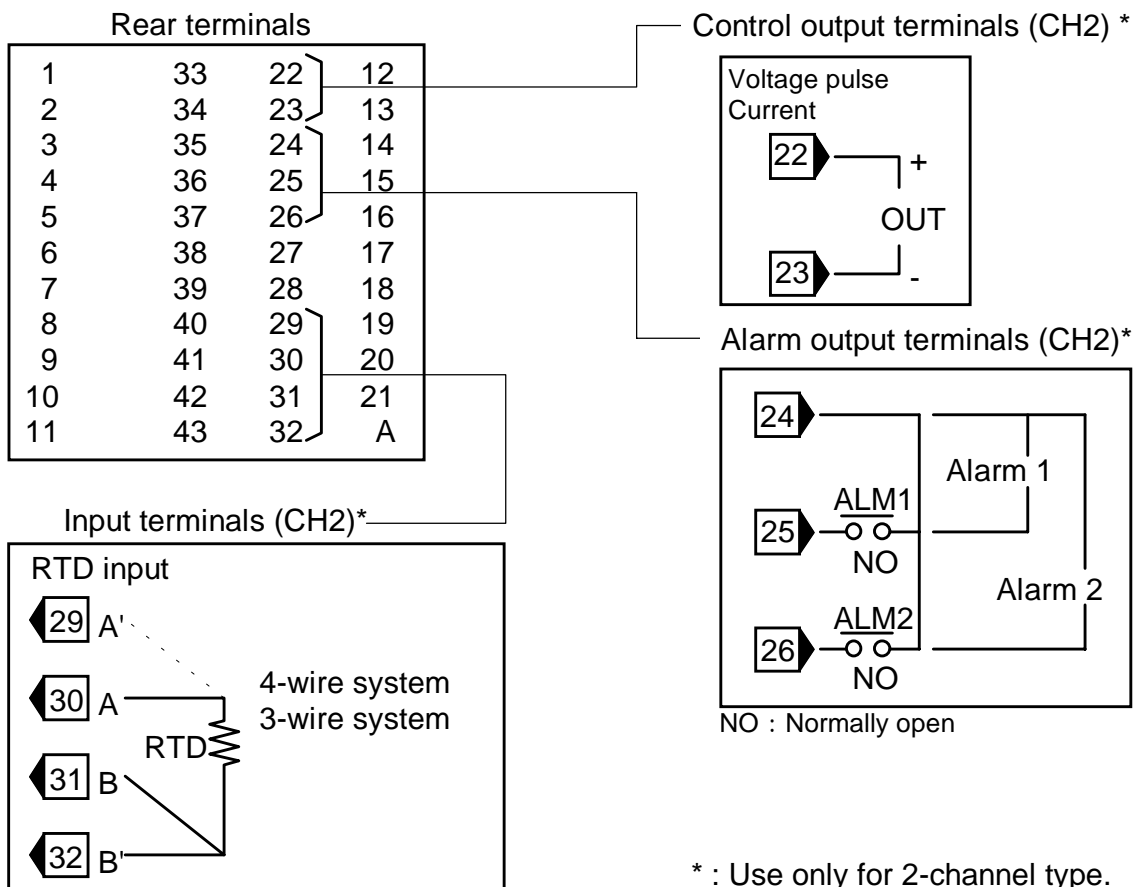 Rear terminals
1 33 22 12
2 34 23 13
3 35 24 14
4 36 25 15
5 37 26 16
6 38 27 17
7 39 28 18
8 40 29 19
9 41 30 20
10 42 31 21
11 43 32 A
Control output terminals (CH2) *
Voltage pulse
Current
22 +
OUT
23 -
Alarm output terminals (CH2)*
24
Alarm 1
ALM1
25
NO
Alarm 2
ALM2
26
NO
NO : Normally open
Input terminals (CH2)*
RTD input
29 A'
4-wire system
30 A
3-wire system
RTD
31 B
32 B'
* : Use only for 2-channel type.